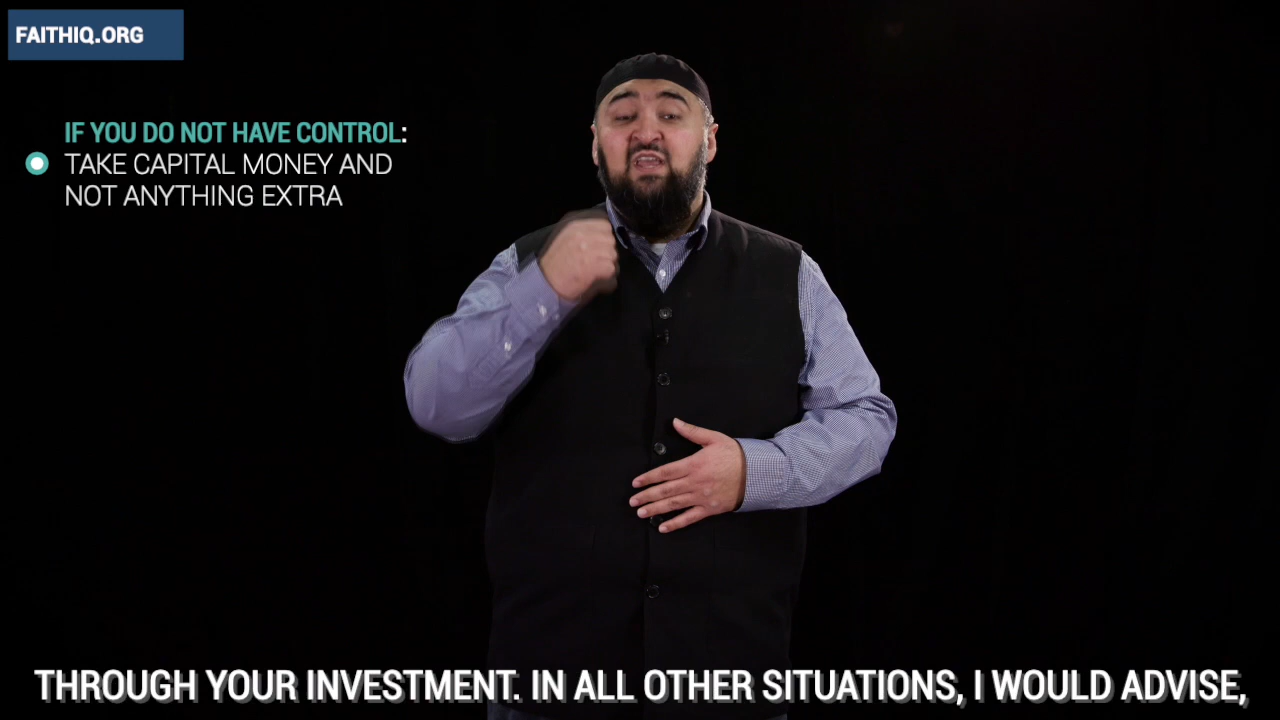 FAITHIQ.ORG
IF YOU DO NOT HAVE CONTROL:
TAKE CAPITAL MONEY AND
NOT ANYTHING EXTRA
THROUGH YOUR INVESTMENT. IN ALL OTHER SITUATIONS, I WOULD ADVISE,